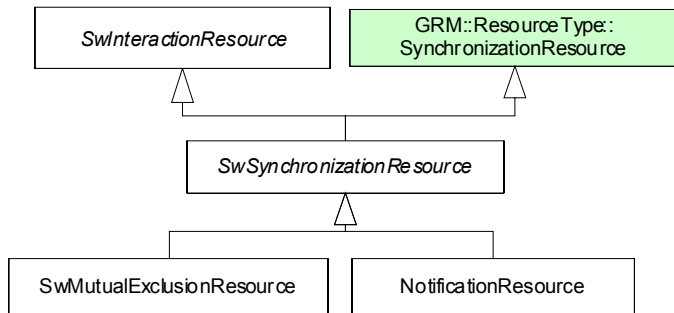 SwInteractionResource
GRM::ResourceType::
SynchronizationResource
SwSynchronizationResource
SwMutualExclusionResource
NotificationResource